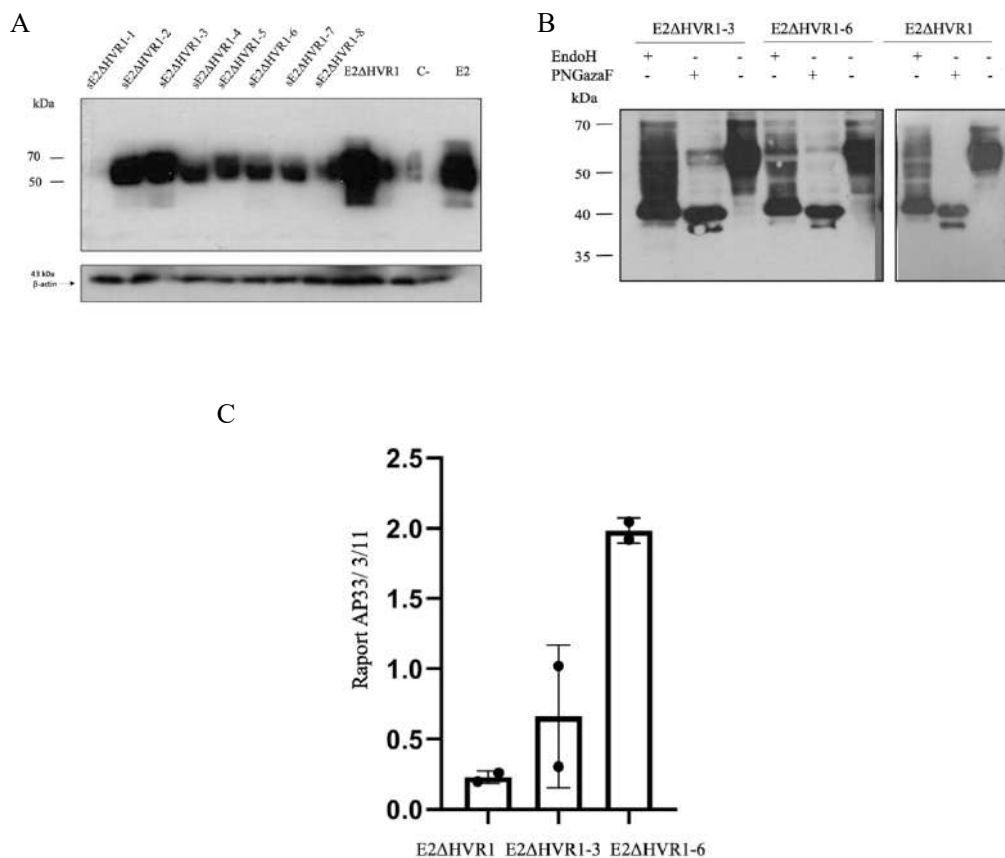 A
sE2ΔHVR1-1
sE2ΔHVR1-2
sE2ΔHVR1-3
sE2ΔHVR1-4
sE2ΔHVR1-5
sE2ΔHVR1-6
sE2ΔHVR1-7
sE2ΔHVR1-8
E2ΔHVR1 C- E2
kDa
70
50
43 kDa
β-actin
B
E2ΔHVR1-3 E2ΔHVR1-6 E2ΔHVR1
EndoH + - - + - - + - -
PNGazaF - + - - + - - + -
kDa
70
50
40
35
C
Raport AP33/ 3/11
2.5
2.0
1.5
1.0
0.5
0.0
E2ΔHVR1 E2ΔHVR1-3 E2ΔHVR1-6